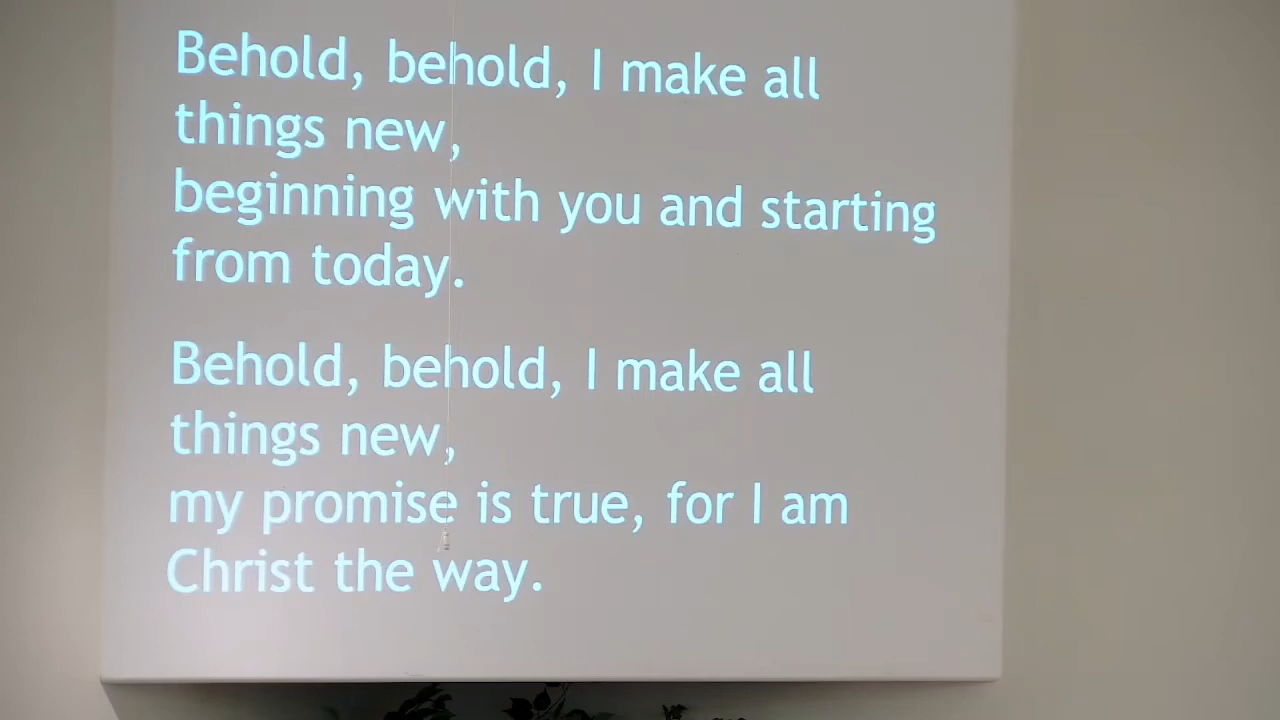 Behold, behold, I make all
things new,
beginning with you and starting
from today.
Behold, behold, I make all
things new,
my promise is true, for I am
Christ the way.